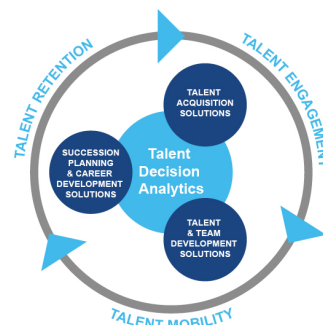 TALENT RETENTION
TALENT ENGAGEMENT
TALENT
ACQUISITION
SOLUTIONS
SUCCESSION
PLANNING
& CAREER
DEVELOPMENT
SOLUTIONS
Talent
Decision
Analytics
TALENT
& TEAM
DEVELOPMENT
SOLUTIONS
TALENT MOBILITY